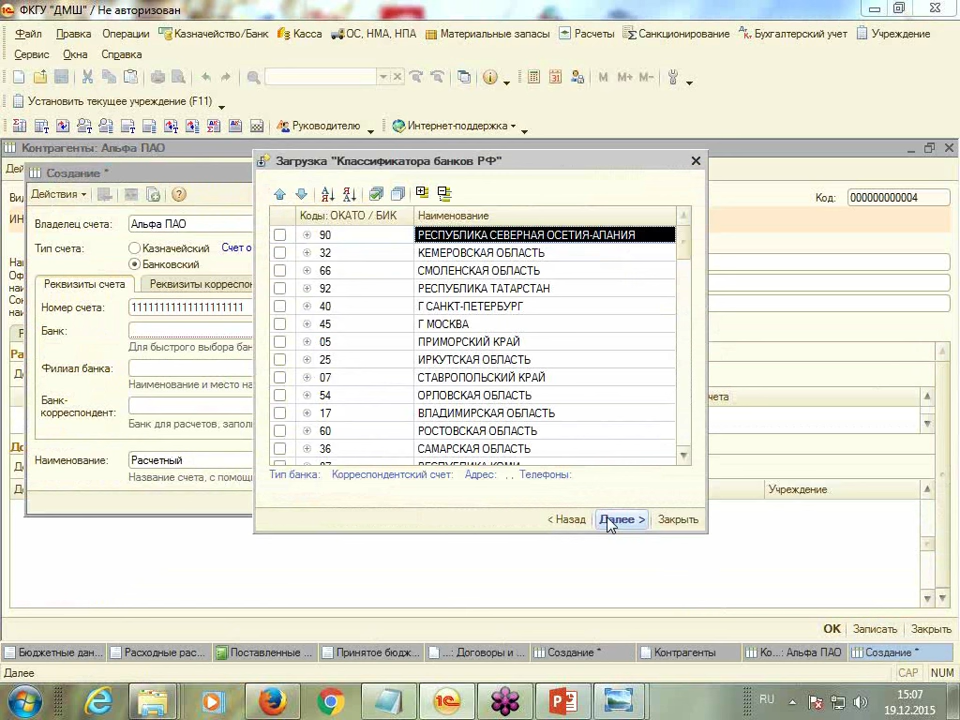 ФКГУ "ДМШ" / Не авторизован
Файл Правка Операции Казначейство/Банк Касса ОС, НМА, НПА Материальные запасы Расчеты Санкционирование Бухгалтерский учет Учреждение
Сервис Окна Справка
M M+ M-
Установить текущее учреждение (F11)
Руководителю Интернет-поддержка
Контрагенты: Альфа ПАО
Создание *
Загрузка "Классификатора банков РФ"
Действия
Код: 000000000004
Владелец счета: Альфа ПАО
Тип счета: Казначейский Счет о
Банковский
Реквизиты счета Реквизиты корреспон
Номер счета: 11111111111111111111
Банк:
Для быстрого выбора бан
Филиал банка:
Наименование и место на
Банк-корреспондент:
Банк для расчетов, запол
Наименование: Расчетный
Название счета, с помощь
Коды: ОКАТО / БИК Наименование
90 РЕСПУБЛИКА СЕВЕРНАЯ ОСЕТИЯ-АЛАНИЯ
32 КЕМЕРОВСКАЯ ОБЛАСТЬ
66 СМОЛЕНСКАЯ ОБЛАСТЬ
92 РЕСПУБЛИКА ТАТАРСТАН
40 Г САНКТ-ПЕТЕРБУРГ
45 Г МОСКВА
05 ПРИМОРСКИЙ КРАЙ
25 ИРКУТСКАЯ ОБЛАСТЬ
07 СТАВРОПОЛЬСКИЙ КРАЙ
54 ОРЛОВСКАЯ ОБЛАСТЬ
17 ВЛАДИМИРСКАЯ ОБЛАСТЬ
60 РОСТОВСКАЯ ОБЛАСТЬ
36 САМАРСКАЯ ОБЛАСТЬ
87 РЕСПУБЛИКА КОМИ
Тип банка: Корреспондентский счет: Адрес: , , Телефоны:
< Назад Далее > Закрыть
чета
Учреждение
OK Записать Закрыть
Бюджетные дан... Расходные рас... Поставленные ... Принятое бюдж... ...: Договоры и ... Создание * Контрагенты Ко...: Альфа ПАО Создание *
Далее CAP NUM
RU 15:07
19.12.2015